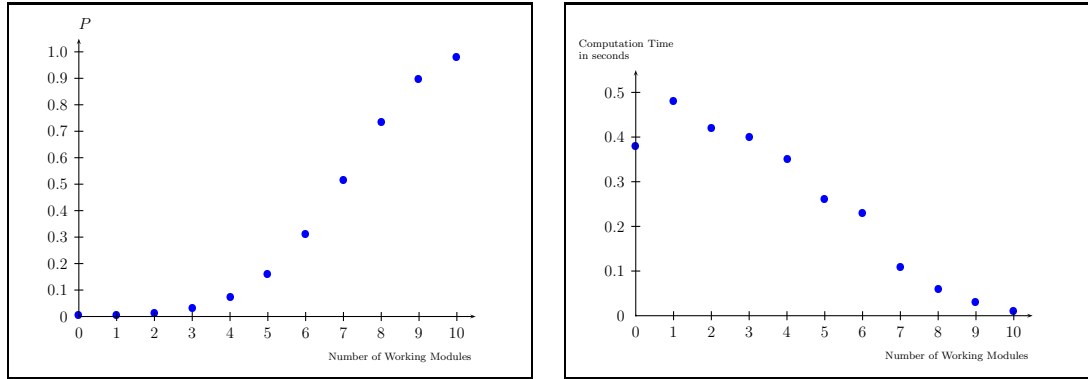 P
1.0
0.9
0.8
0.7
0.6
0.5
0.4
0.3
0.2
0.1
0
0 1 2 3 4 5 6 7 8 9 10
Number of Working Modules
Computation Time
in seconds
0.5
0.4
0.3
0.2
0.1
0
0 1 2 3 4 5 6 7 8 9 10
Number of Working Modules